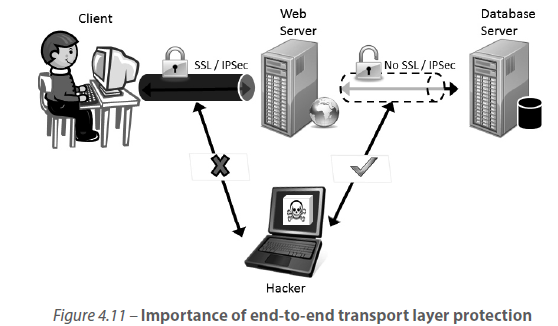 Client
Web
Server
Database
Server
SSL / IPSec
No SSL / IPSec
Hacker
Figure 4.11 – Importance of end-to-end transport layer protection